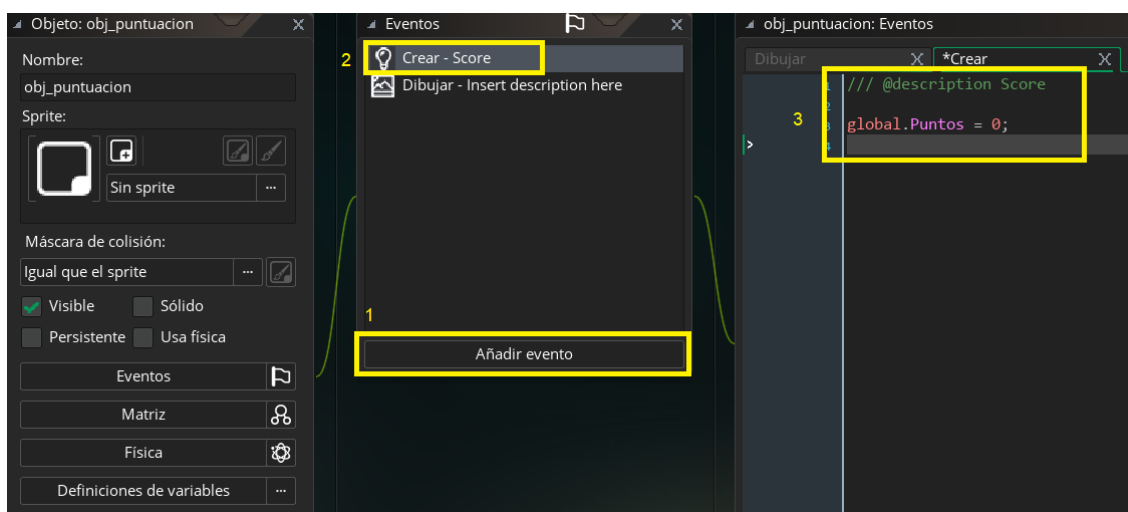 Objeto: obj_puntuacion
Nombre:
obj_puntuacion
Sprite:
Sin sprite
...
Máscara de colisión:
Igual que el sprite
...
Visible
Sólido
Persistente
Usa física
Eventos
Matriz
Física
Definiciones de variables
...
Eventos
2
Crear - Score
Dibujar - Insert description here
1
Añadir evento
obj_puntuacion: Eventos
Dibujar
*Crear
1 /// @description Score
2
3
3 global.Puntos = 0;
4